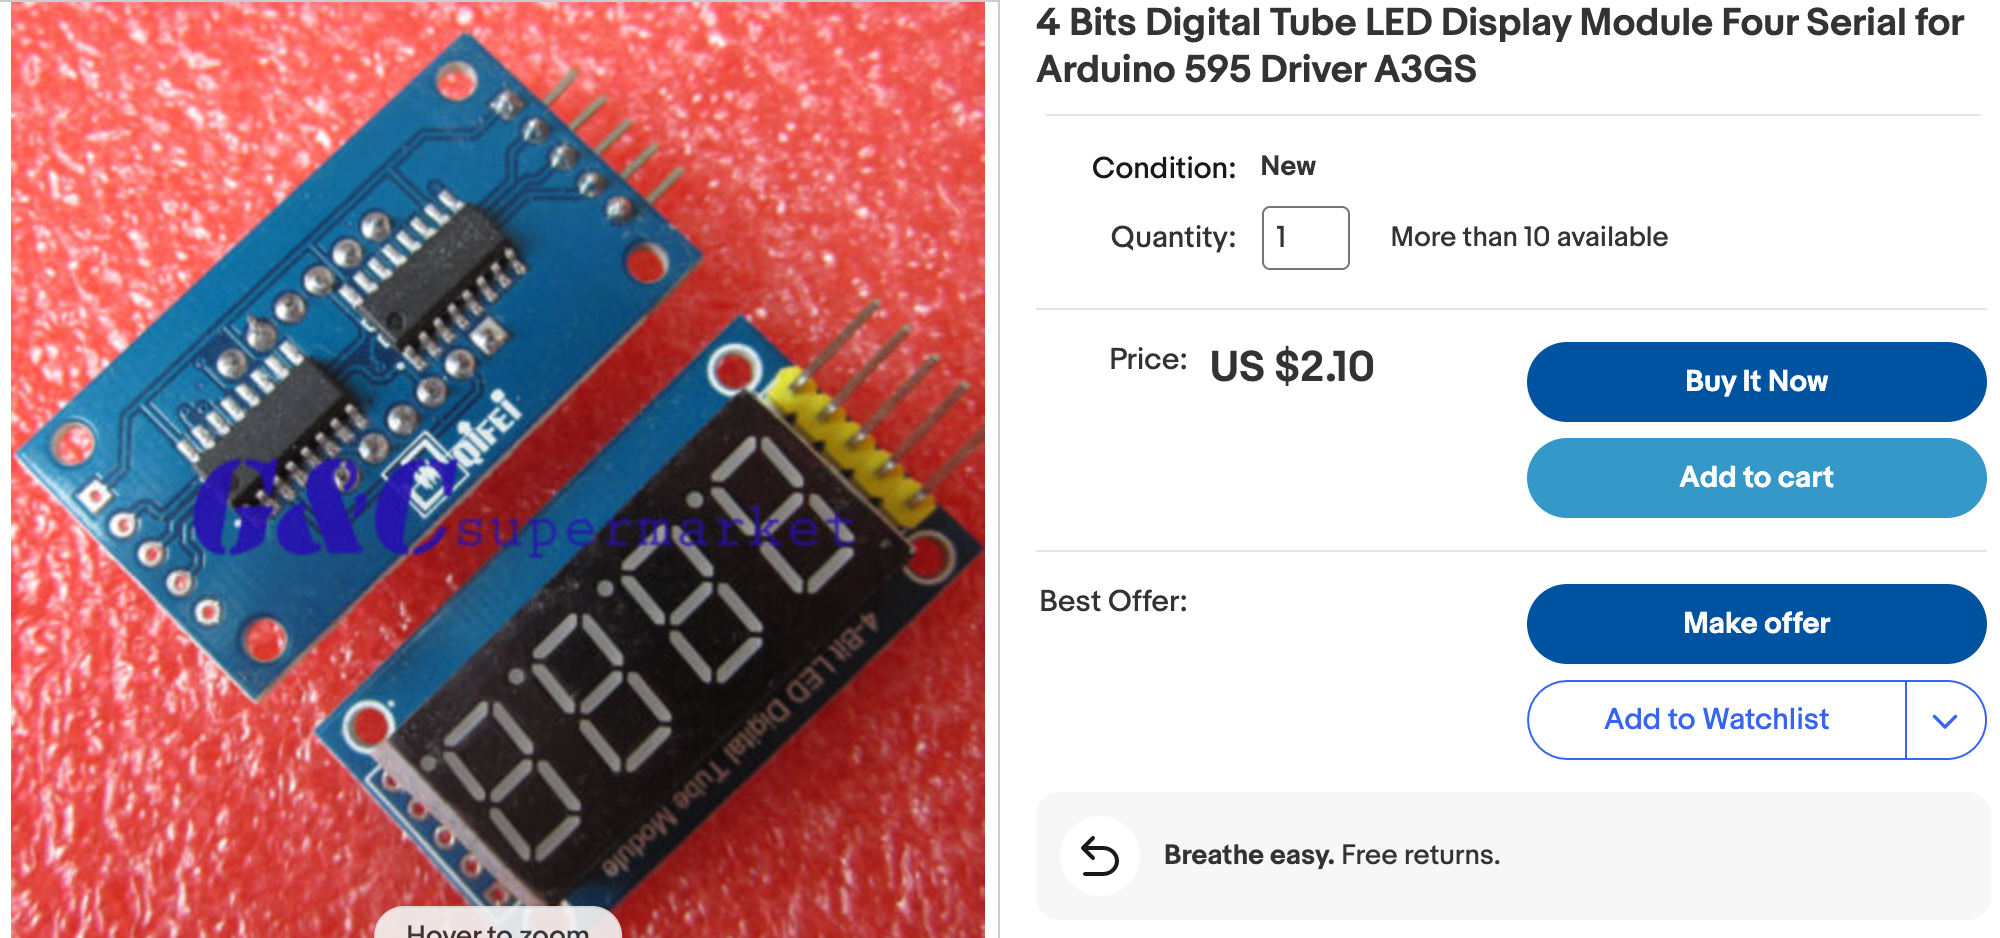 QIFEI
G&C supermarket
4-Bit LED Digital Tube Module
Hover to zoom
4 Bits Digital Tube LED Display Module Four Serial for
Arduino 595 Driver A3GS
Condition: New
Quantity: 1 More than 10 available
Price: US $2.10
Buy It Now
Add to cart
Best Offer:
Make offer
Add to Watchlist
Breathe easy. Free returns.